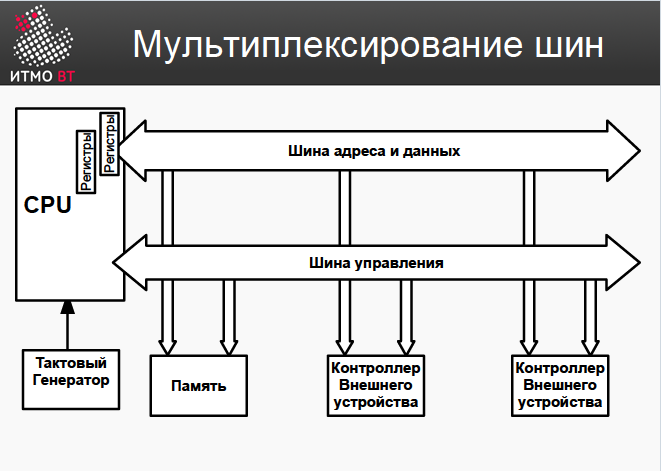 ИТМО ВТ
Мультиплексирование шин
Регистры
Регистры
CPU
Шина адреса и данных
Шина управления
Тактовый
Генератор
Память
Контроллер
Внешнего
устройства
Контроллер
Внешнего
устройства